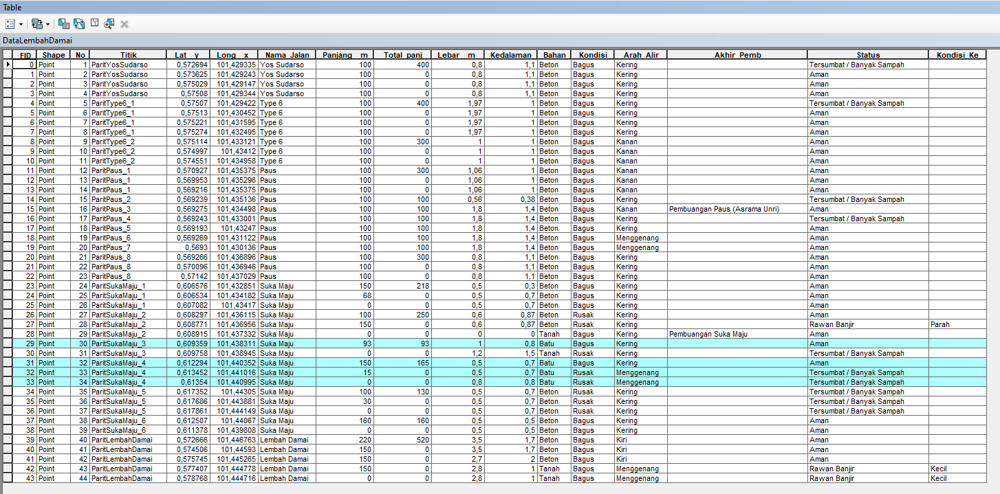 Table
DataLembahDamai
FID Shape No Titik Lat__y Long__x Nama_Jalan Panjang__m Total_panj Lebar__m Kedalaman Bahan Kondisi Arah_Alir Akhir_Pemb Status Kondisi_Ke
0 Point 1 ParitYosSudarso 0,572694 101,429335 Yos Sudarso 100 400 0,8 1,1 Beton Bagus Kering Tersumbat / Banyak Sampah
1 Point 2 ParitYosSudarso 0,573625 101,429243 Yos Sudarso 100 0 0,8 1,1 Beton Bagus Kering Aman
2 Point 3 ParitYosSudarso 0,575029 101,429147 Yos Sudarso 100 0 0,8 1,1 Beton Bagus Kering Aman
3 Point 4 ParitYosSudarso 0,57508 101,429344 Yos Sudarso 100 0 0,8 1,1 Beton Bagus Kering Aman
4 Point 5 ParitType6_1 0,57507 101,429422 Type 6 100 400 1,97 1 Beton Bagus Kering Tersumbat / Banyak Sampah
5 Point 6 ParitType6_1 0,57513 101,430452 Type 6 100 0 1,97 1 Beton Bagus Kering Aman
6 Point 7 ParitType6_1 0,575221 101,431595 Type 6 100 0 1,97 1 Beton Bagus Kering Aman
7 Point 8 ParitType6_1 0,575274 101,432495 Type 6 100 0 1,97 1 Beton Bagus Kering Aman
8 Point 9 ParitType6_2 0,575114 101,433121 Type 6 100 300 1 1 Beton Bagus Kanan Aman
9 Point 10 ParitType6_2 0,574997 101,43412 Type 6 100 0 1 1 Beton Bagus Kanan Aman
10 Point 11 ParitType6_2 0,574551 101,434958 Type 6 100 0 1 1 Beton Bagus Kanan Aman
11 Point 12 ParitPaus_1 0,570927 101,435375 Paus 100 300 1,06 1 Beton Bagus Kanan Aman
12 Point 13 ParitPaus_1 0,569953 101,435296 Paus 100 0 1,06 1 Beton Bagus Kanan Aman
13 Point 14 ParitPaus_1 0,569216 101,435375 Paus 100 0 1,06 1 Beton Bagus Kanan Aman
14 Point 15 ParitPaus_2 0,569239 101,435136 Paus 100 100 0,56 0,38 Beton Bagus Kering Tersumbat / Banyak Sampah
15 Point 16 ParitPaus_3 0,569275 101,434498 Paus 100 100 1,8 1,4 Beton Bagus Kanan Pembuangan Paus (Asrama Unri) Aman
16 Point 17 ParitPaus_4 0,569243 101,433001 Paus 100 100 1,8 1,4 Beton Bagus Kering Tersumbat / Banyak Sampah
17 Point 18 ParitPaus_5 0,569193 101,43247 Paus 100 100 1,8 1,4 Beton Bagus Kering Aman
18 Point 19 ParitPaus_6 0,569269 101,431122 Paus 100 100 1,8 1,4 Beton Bagus Menggenang Aman
19 Point 20 ParitPaus_7 0,5693 101,430136 Paus 100 100 1,8 1,4 Beton Bagus Menggenang Aman
20 Point 21 ParitPaus_8 0,569266 101,436896 Paus 100 300 0,8 1,1 Beton Bagus Kering Aman
21 Point 22 ParitPaus_8 0,570096 101,436946 Paus 100 0 0,8 1,1 Beton Bagus Kering Aman
22 Point 23 ParitPaus_8 0,57142 101,437029 Paus 100 0 0,8 1,1 Beton Bagus Kering Aman
23 Point 24 ParitSukaMaju_1 0,606576 101,432851 Suka Maju 150 218 0,5 0,3 Beton Bagus Kering Aman
24 Point 25 ParitSukaMaju_1 0,606534 101,434182 Suka Maju 68 0 0,5 0,7 Beton Bagus Kering Aman
25 Point 26 ParitSukaMaju_1 0,607082 101,43417 Suka Maju 0 0 0,5 0,7 Beton Bagus Kering Aman
26 Point 27 ParitSukaMaju_2 0,608297 101,436115 Suka Maju 100 250 0,6 0,87 Beton Rusak Kering Aman
27 Point 28 ParitSukaMaju_2 0,608771 101,436956 Suka Maju 150 0 0,6 0,87 Beton Rusak Kering Rawan Banjir Parah
28 Point 29 ParitSukaMaju_2 0,608915 101,437332 Suka Maju 0 0 0 0 Tanah Bagus Kering Pembuangan Suka Maju Aman
29 Point 30 ParitSukaMaju_3 0,609359 101,438311 Suka Maju 93 93 1 0,8 Batu Bagus Kering Aman
30 Point 31 ParitSukaMaju_3 0,609758 101,438945 Suka Maju 0 0 1,2 1,5 Tanah Rusak Kering Tersumbat / Banyak Sampah
31 Point 32 ParitSukaMaju_4 0,612294 101,440352 Suka Maju 150 165 0,5 0,7 Batu Bagus Kering Aman
32 Point 33 ParitSukaMaju_4 0,613452 101,441016 Suka Maju 15 0 0,5 0,7 Batu Rusak Menggenang Tersumbat / Banyak Sampah
33 Point 34 ParitSukaMaju_4 0,61354 101,440995 Suka Maju 0 0 0,8 0,8 Batu Rusak Menggenang Tersumbat / Banyak Sampah
34 Point 35 ParitSukaMaju_5 0,617352 101,44305 Suka Maju 100 130 0,5 0,7 Beton Rusak Kering Tersumbat / Banyak Sampah
35 Point 36 ParitSukaMaju_5 0,617686 101,443881 Suka Maju 30 0 0,5 0,7 Beton Rusak Kering Tersumbat / Banyak Sampah
36 Point 37 ParitSukaMaju_5 0,617861 101,444149 Suka Maju 0 0 0,5 0,7 Beton Rusak Kering Tersumbat / Banyak Sampah
37 Point 38 ParitSukaMaju_6 0,612507 101,44067 Suka Maju 160 160 0,5 0,5 Beton Bagus Kering Aman
38 Point 39 ParitSukaMaju_6 0,611378 101,439808 Suka Maju 0 0 0,5 0,5 Beton Bagus Kering Aman
39 Point 40 ParitLembahDamai 0,572666 101,446763 Lembah Damai 220 520 3,5 1,7 Beton Bagus Kiri Aman
40 Point 41 ParitLembahDamai 0,574506 101,44593 Lembah Damai 150 0 3,5 1,7 Beton Bagus Kiri Aman
41 Point 42 ParitLembahDamai 0,575745 101,445265 Lembah Damai 150 0 2,7 2 Beton Bagus Kiri Aman
42 Point 43 ParitLembahDamai 0,577407 101,444778 Lembah Damai 150 0 2,8 1 Tanah Bagus Menggenang Rawan Banjir Kecil
43 Point 44 ParitLembahDamai 0,578768 101,444716 Lembah Damai 0 0 2,8 1 Tanah Bagus Menggenang Rawan Banjir Kecil